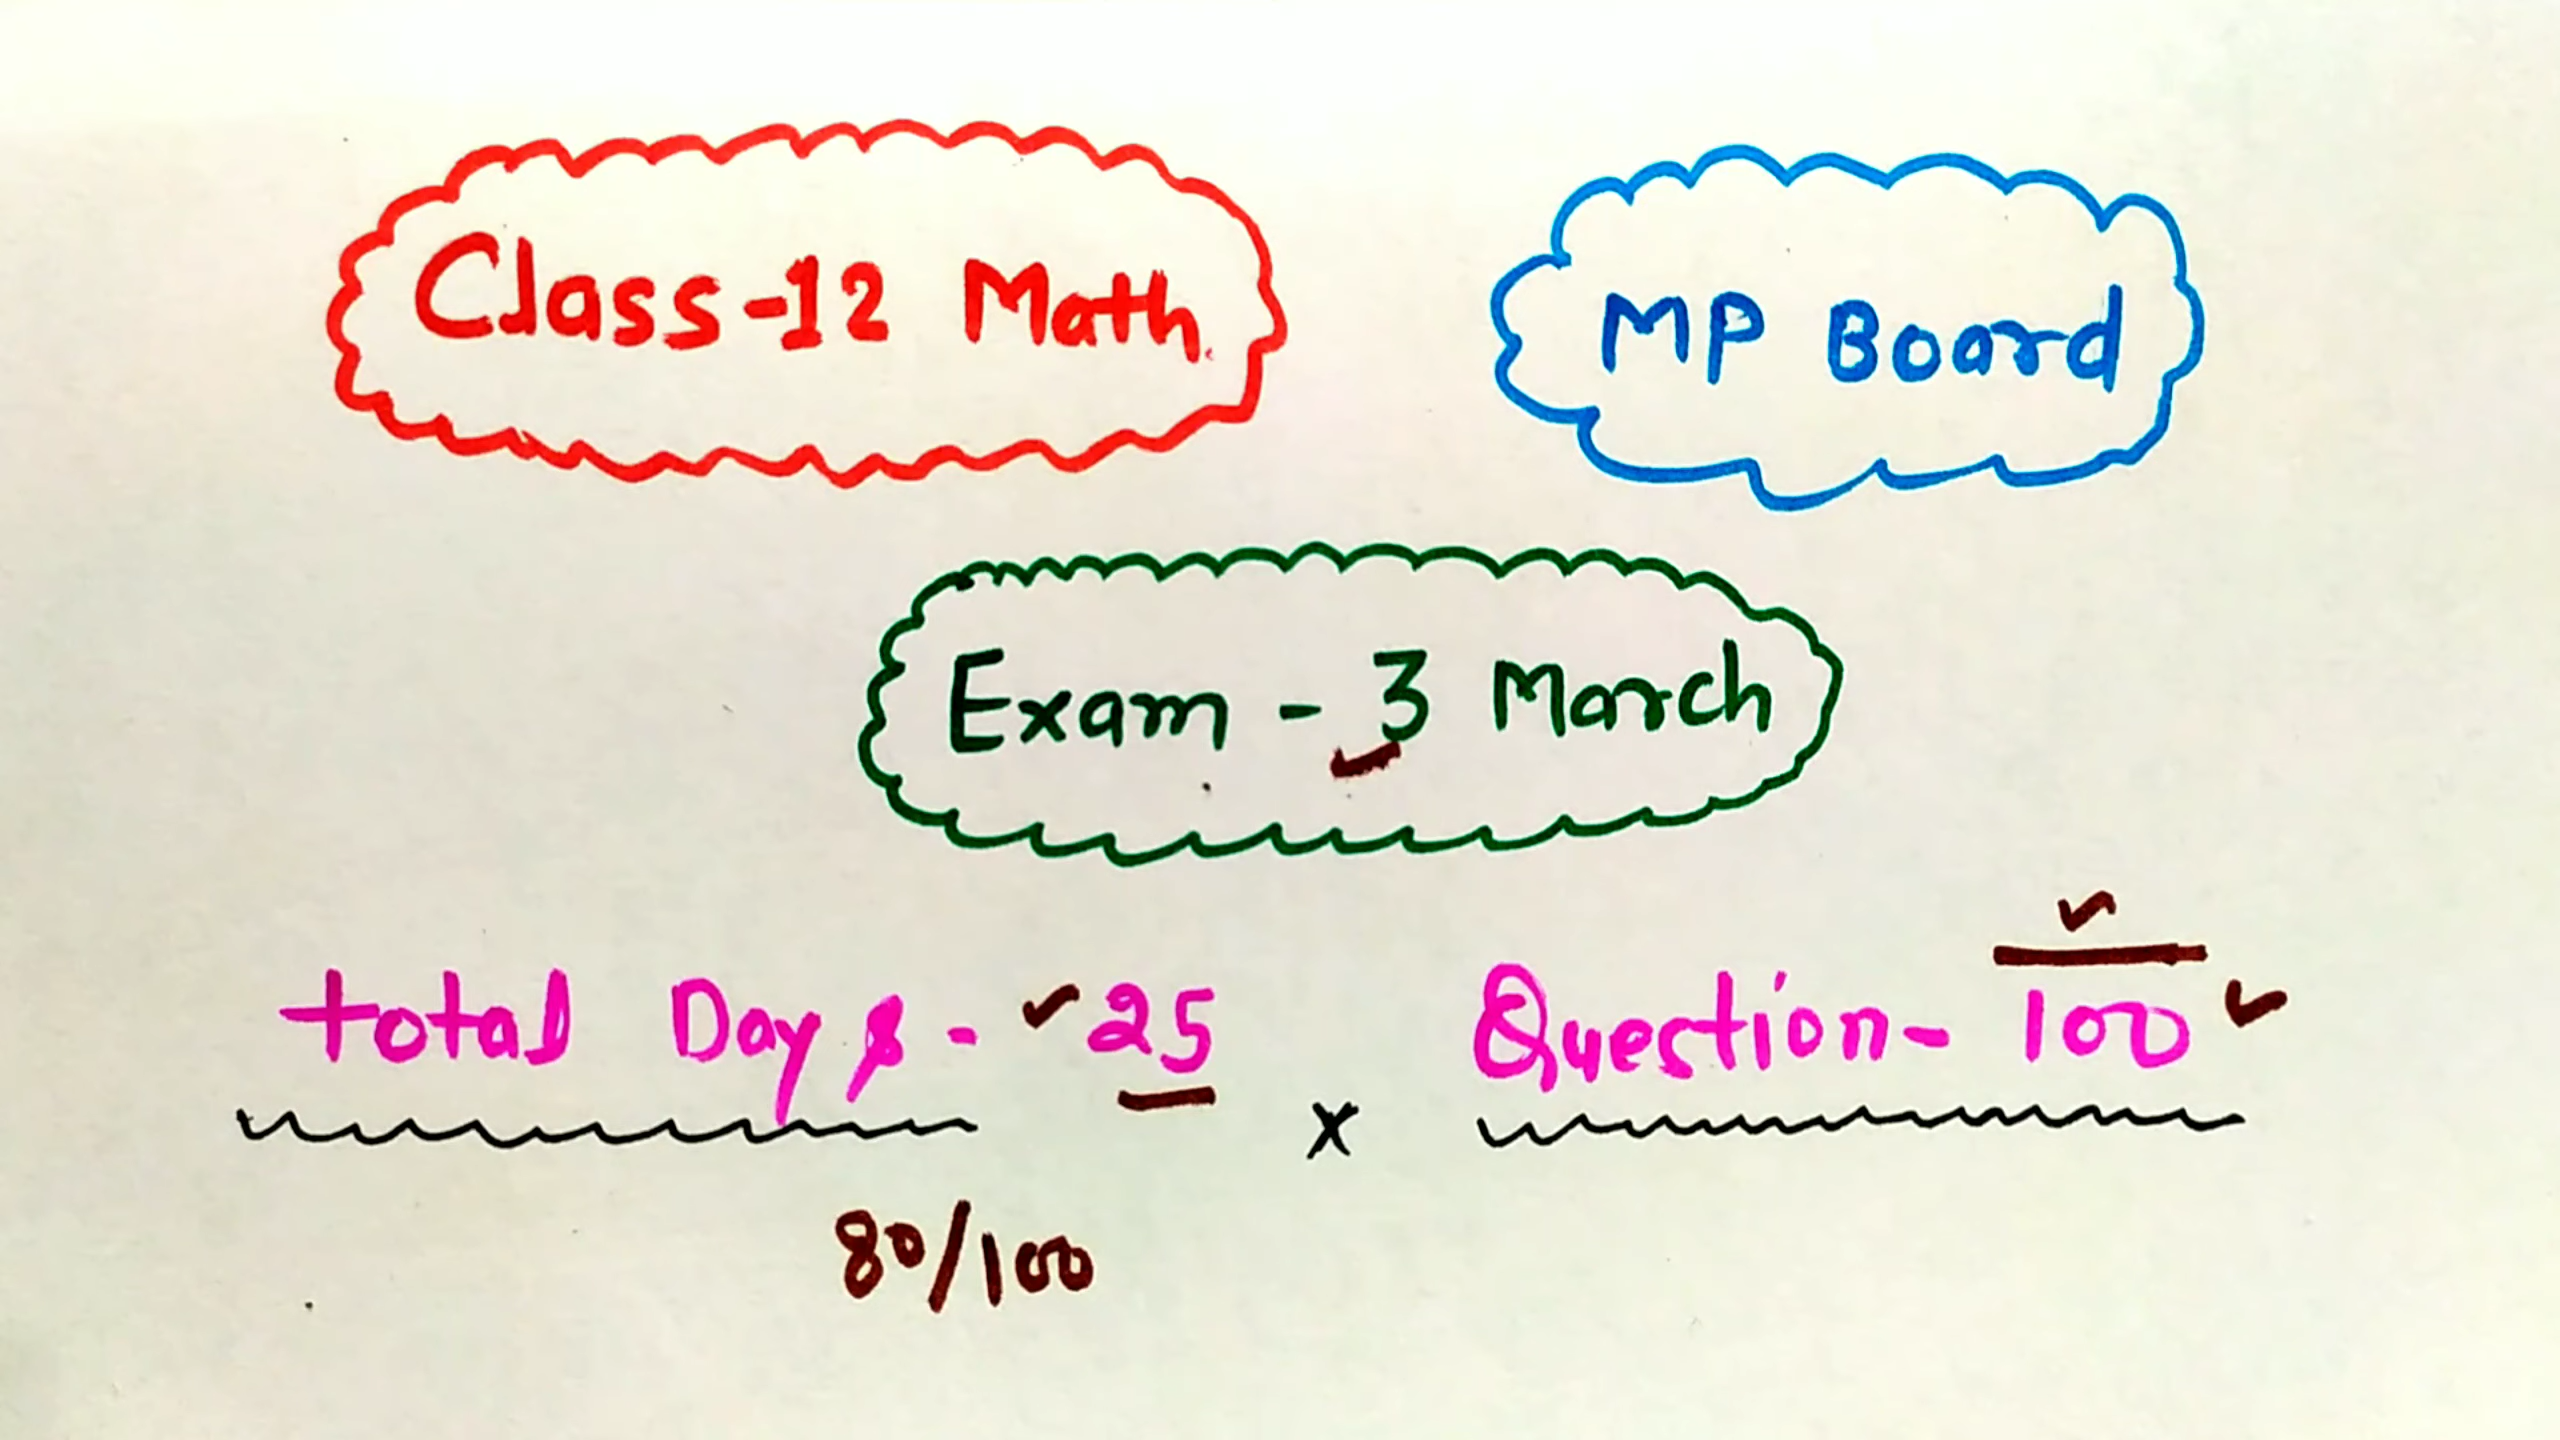 Class-12 Math
MP Board
Exam - 3 March
total Days - 25 x Question - 100
80/100